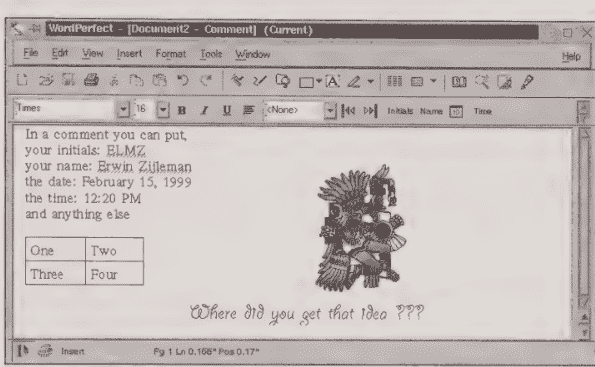 WordPerfect - [Document2 - Comment] (Current)
File Edit View Insert Format Tools Window Help
Times 16 B I U <None> Initials Name Time
In a comment you can put,
your initials: ELMZ
your name: Erwin Zijleman
the date: February 15, 1999
the time: 12:20 PM
and anything else
One Two
Three Four
Where did you get that idea ???
Insert Pg 1 Ln 0.166" Pos 0.17"